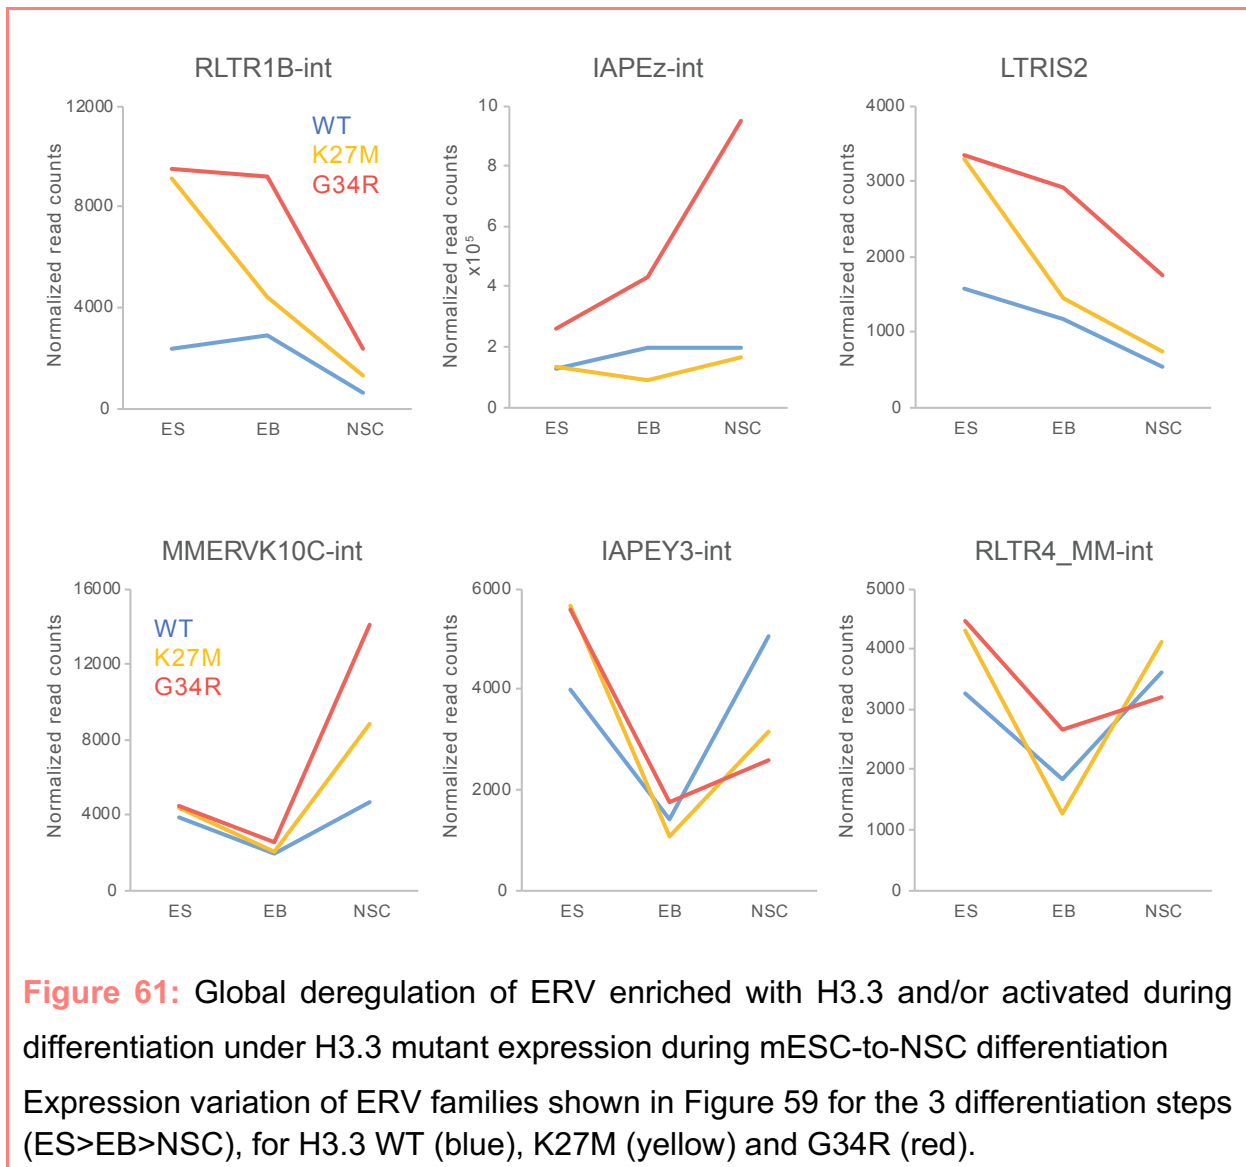 RLTR1B-int
IAPEz-int
LTRIS2
Normalized read counts
12000
8000
4000
0
WT
K27M
G34R
ES
EB
NSC
Normalized read counts
x10⁵
10
8
6
4
2
0
ES
EB
NSC
Normalized read counts
4000
3000
2000
1000
0
ES
EB
NSC
MMERVK10C-int
IAPEY3-int
RLTR4_MM-int
Normalized read counts
16000
12000
8000
4000
0
WT
K27M
G34R
ES
EB
NSC
Normalized read counts
6000
4000
2000
0
ES
EB
NSC
Normalized read counts
5000
4000
3000
2000
1000
0
ES
EB
NSC
Figure 61: Global deregulation of ERV enriched with H3.3 and/or activated during
differentiation under H3.3 mutant expression during mESC-to-NSC differentiation
Expression variation of ERV families shown in Figure 59 for the 3 differentiation steps
(ES>EB>NSC), for H3.3 WT (blue), K27M (yellow) and G34R (red).